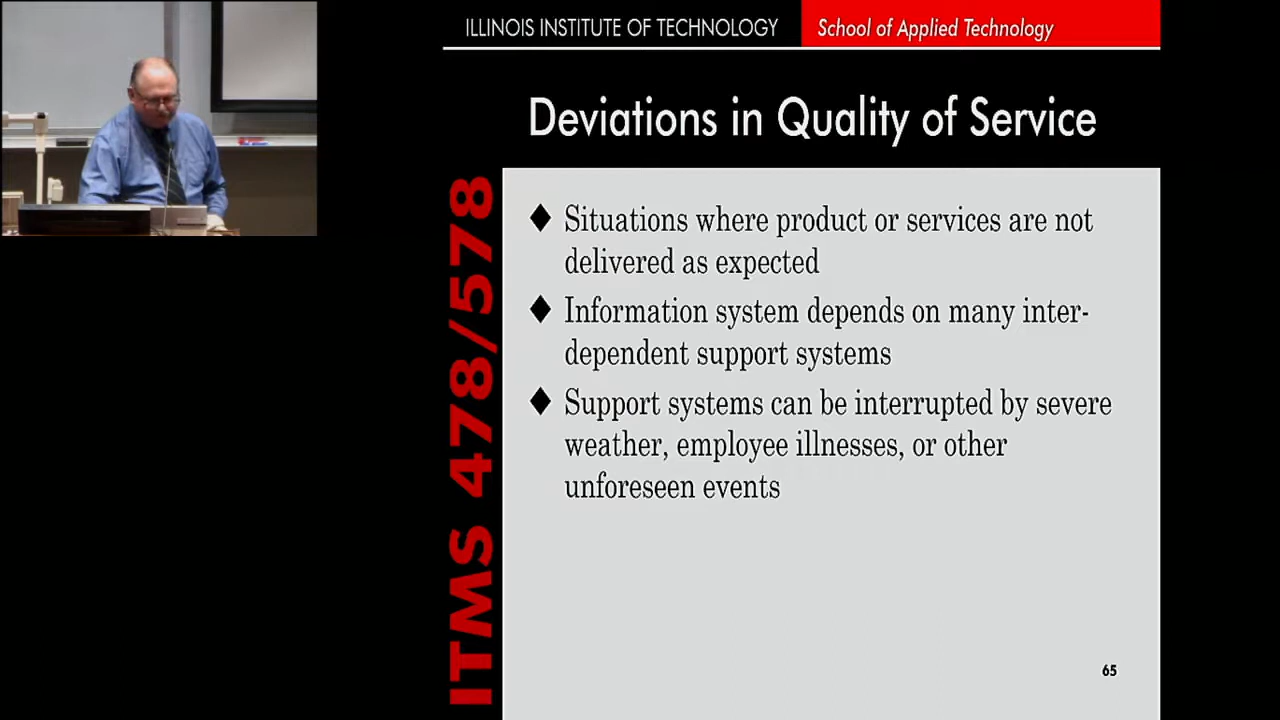 ILLINOIS INSTITUTE OF TECHNOLOGY School of Applied Technology
Deviations in Quality of Service
ITMS 478/578
♦ Situations where product or services are not
delivered as expected
♦ Information system depends on many inter-
dependent support systems
♦ Support systems can be interrupted by severe
weather, employee illnesses, or other
unforeseen events
65